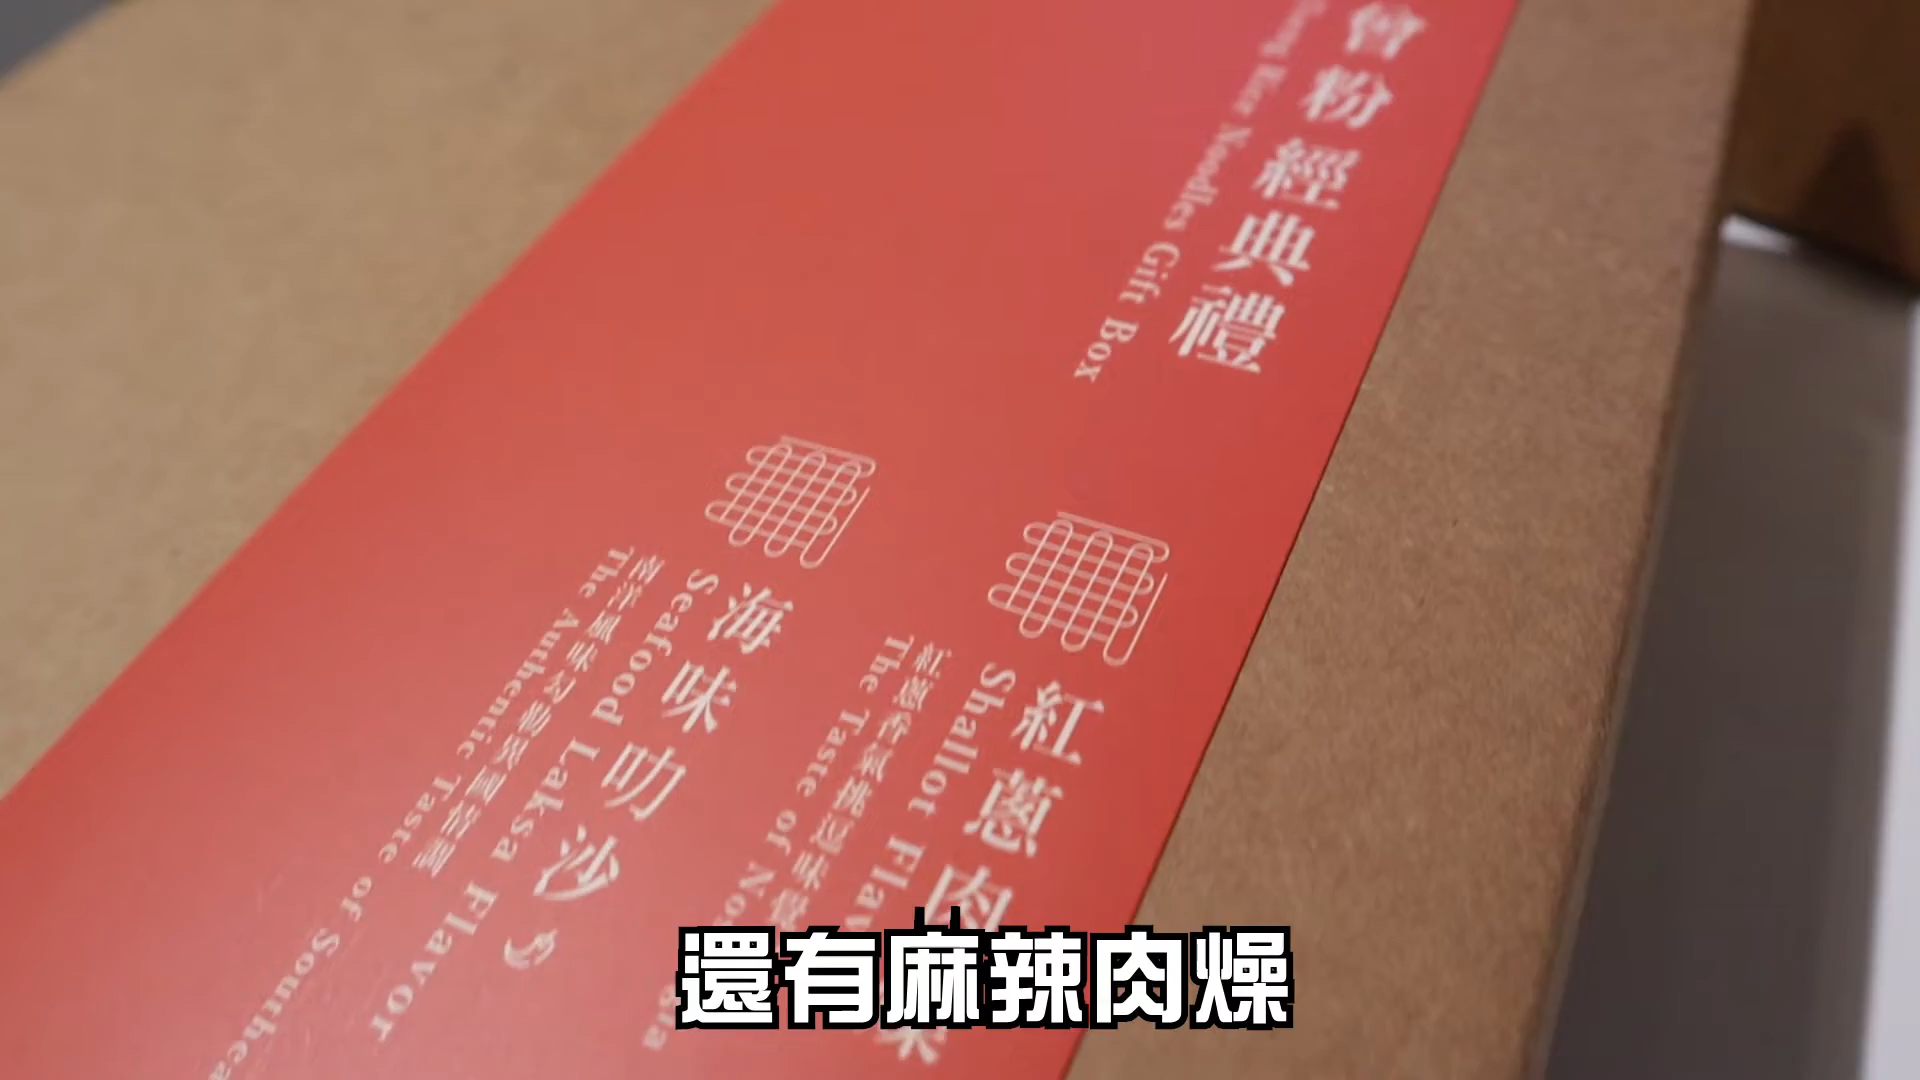 曾粉經典禮
Rice Noodles Gift Box
紅蔥肉
Shallot Flav
The Taste of Nos
海味叻沙
Seafood Laksa Flavor
The Authentic Taste of Southea
還有麻辣肉燥